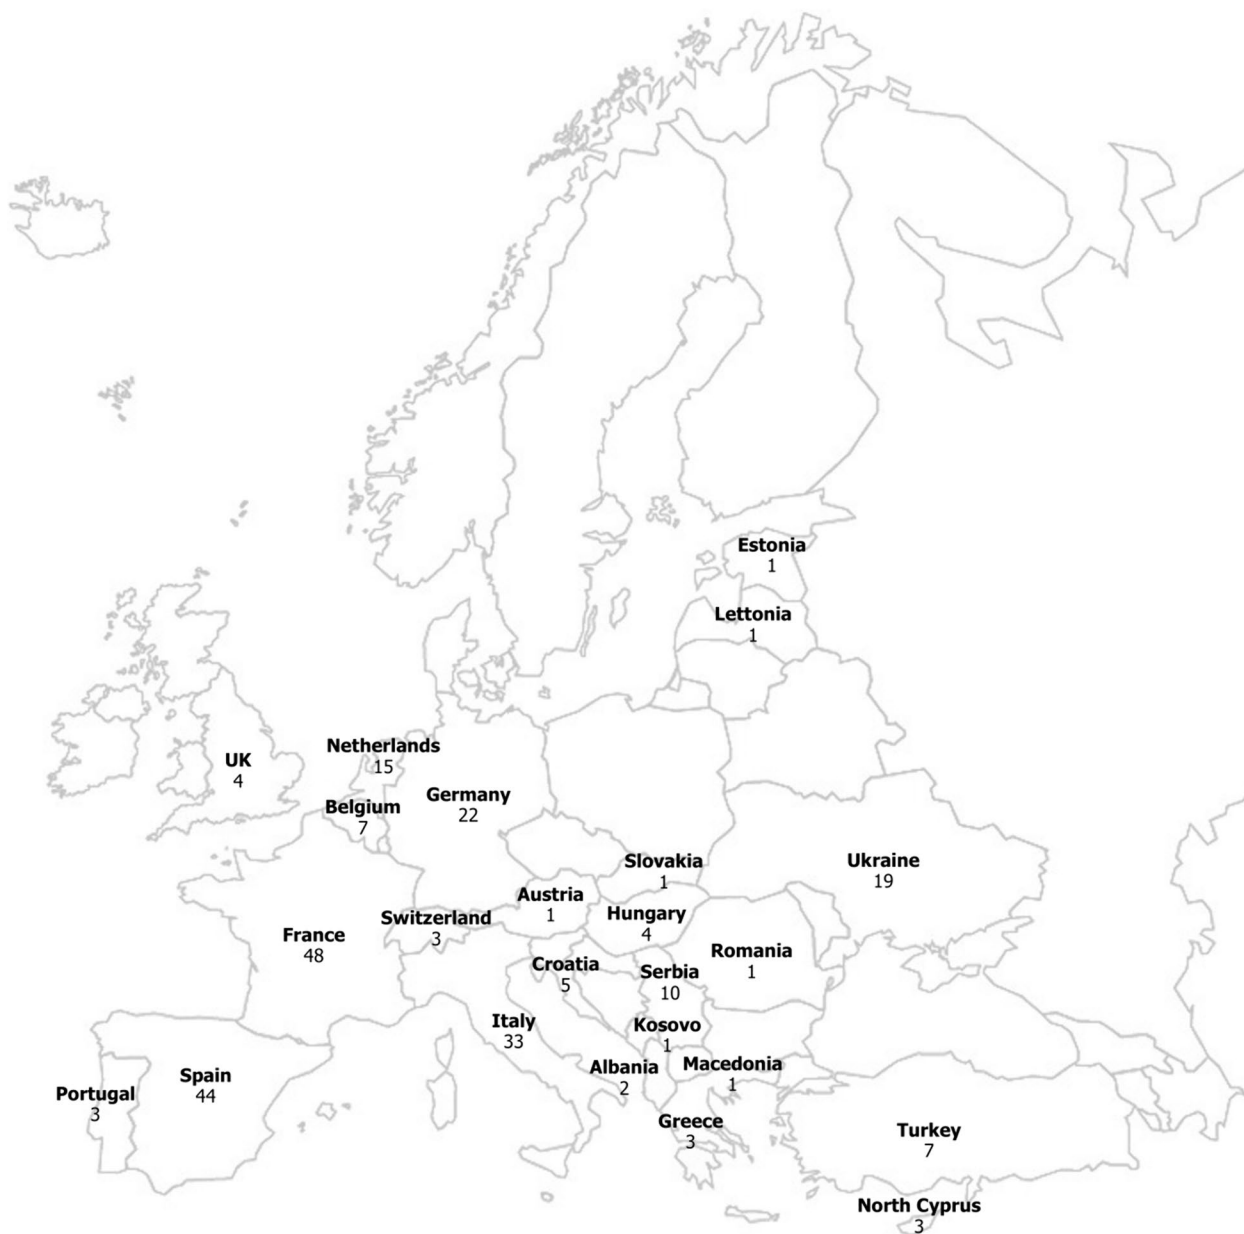 Estonia
1
Lettonia
1
Netherlands
15
UK
4
Germany
22
Belgium
7
Slovakia
1
Ukraine
19
Austria
1
Hungary
4
Switzerland
3
France
48
Romania
1
Croatia
5
Serbia
10
Italy
33
Kosovo
1
Albania
2
Macedonia
1
Spain
44
Portugal
3
Greece
3
Turkey
7
North Cyprus
3